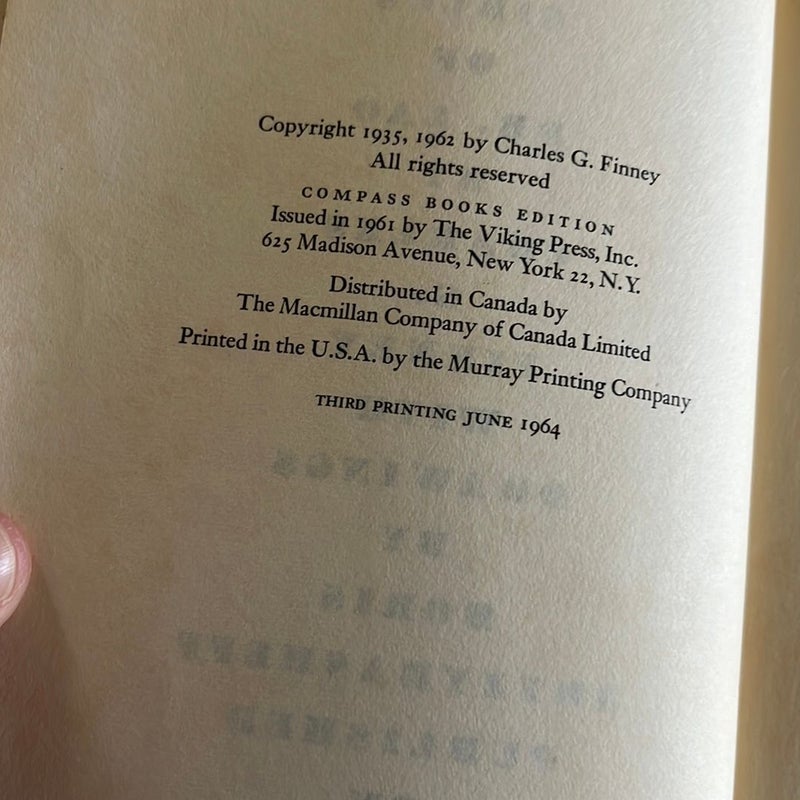 Copyright 1935, 1962 by Charles G. Finney
All rights reserved
COMPASS BOOKS EDITION
Issued in 1961 by The Viking Press, Inc.
625 Madison Avenue, New York 22, N.Y.
Distributed in Canada by
The Macmillan Company of Canada Limited
Printed in the U.S.A. by the Murray Printing Company
THIRD PRINTING JUNE 1964